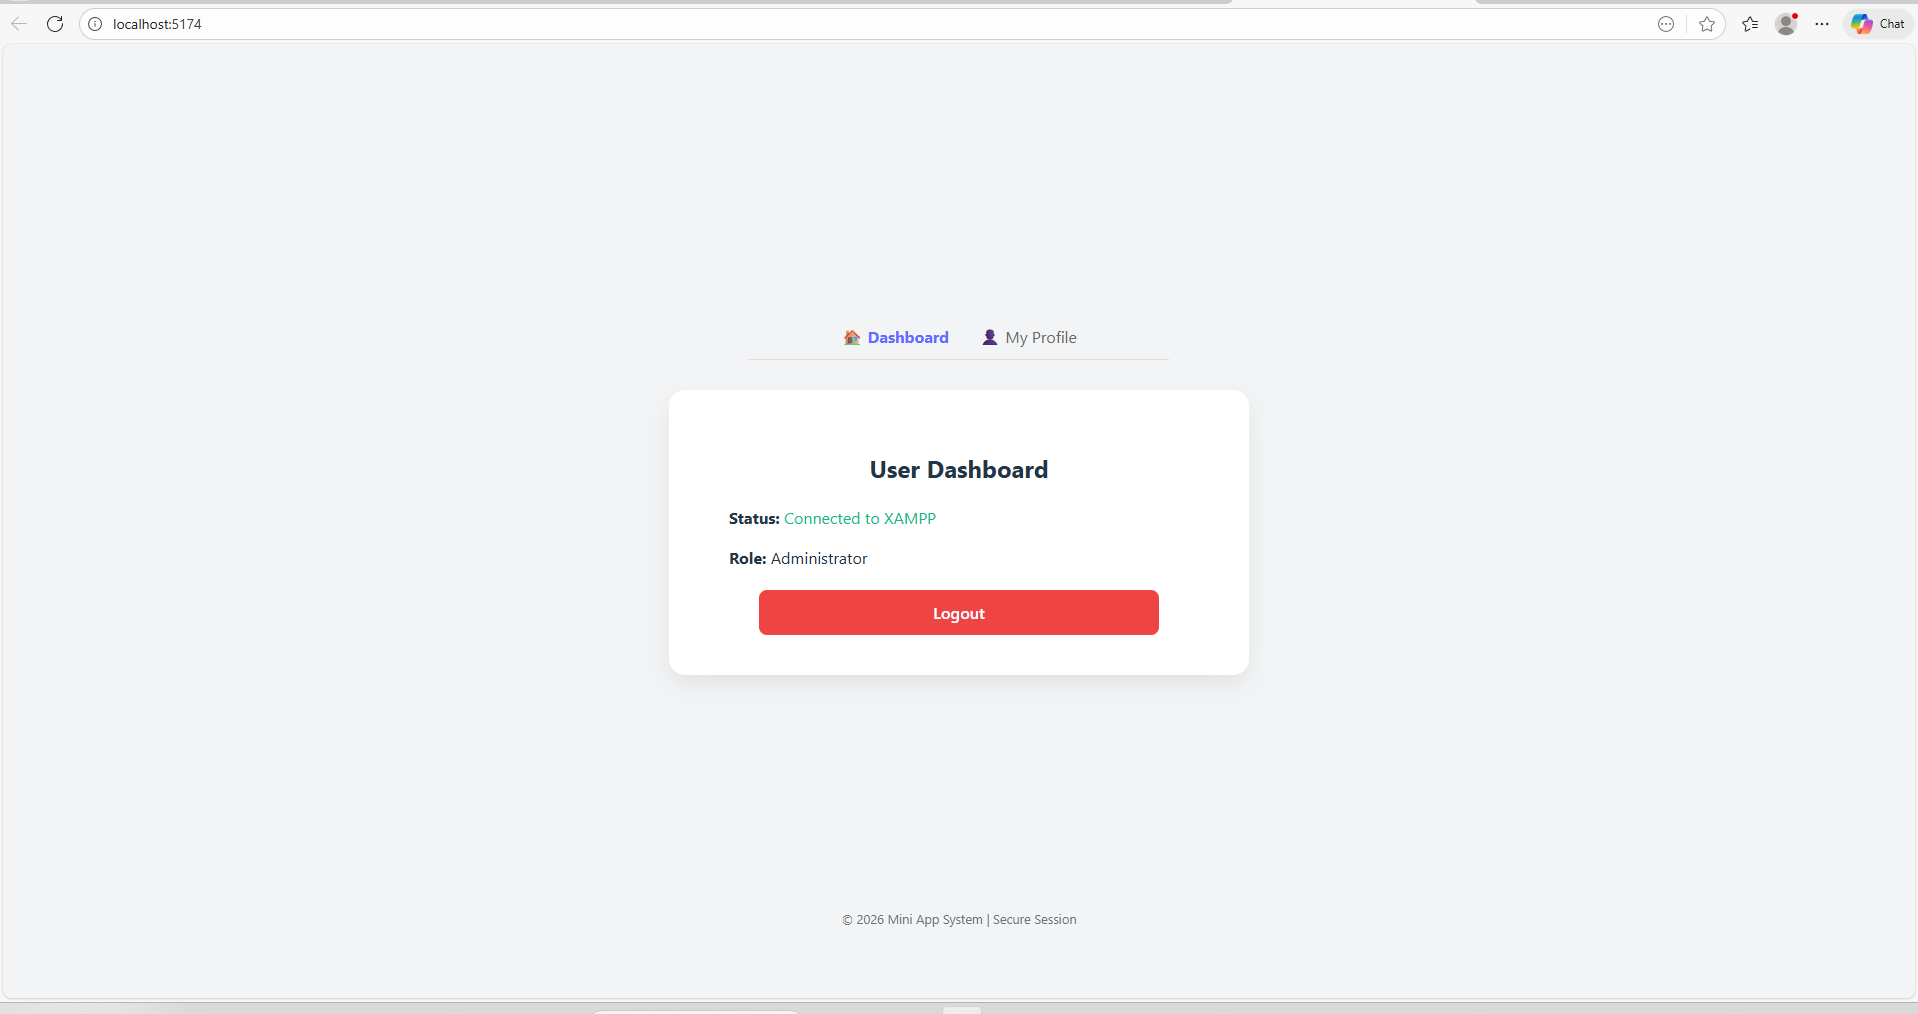 localhost:5174
Chat
Dashboard My Profile
User Dashboard
Status: Connected to XAMPP
Role: Administrator
Logout
© 2026 Mini App System | Secure Session